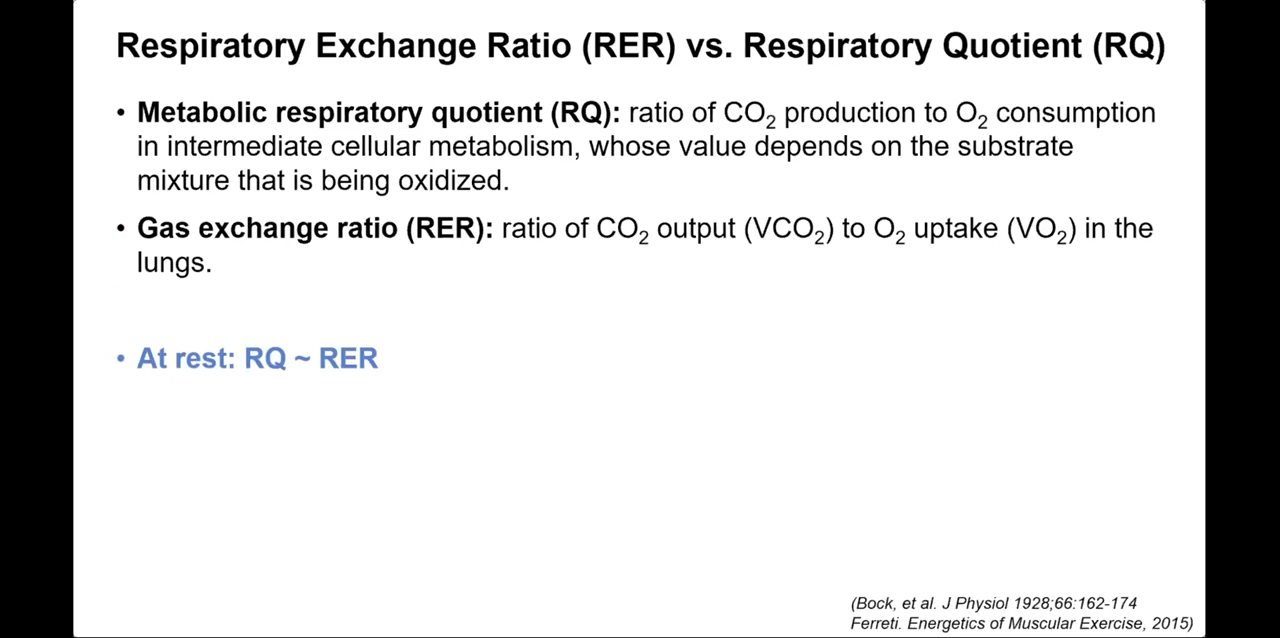 Respiratory Exchange Ratio (RER) vs. Respiratory Quotient (RQ)
• Metabolic respiratory quotient (RQ): ratio of CO₂ production to O₂ consumption
in intermediate cellular metabolism, whose value depends on the substrate
mixture that is being oxidized.
• Gas exchange ratio (RER): ratio of CO₂ output (VCO₂) to O₂ uptake (VO₂) in the
lungs.
• At rest: RQ ~ RER
(Bock, et al. J Physiol 1928;66:162-174
Ferreti. Energetics of Muscular Exercise, 2015)